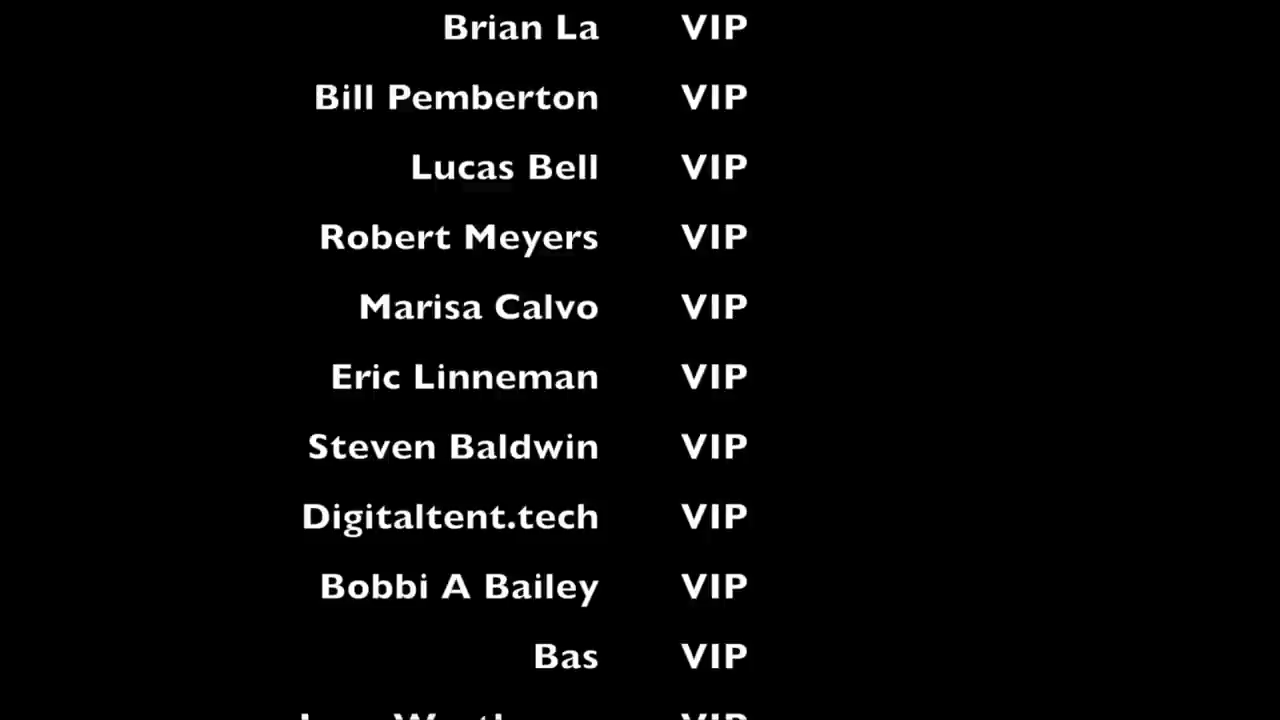 Brian La VIP
Bill Pemberton VIP
Lucas Bell VIP
Robert Meyers VIP
Marisa Calvo VIP
Eric Linneman VIP
Steven Baldwin VIP
Digitaltent.tech VIP
Bobbi A Bailey VIP
Bas VIP
VIP